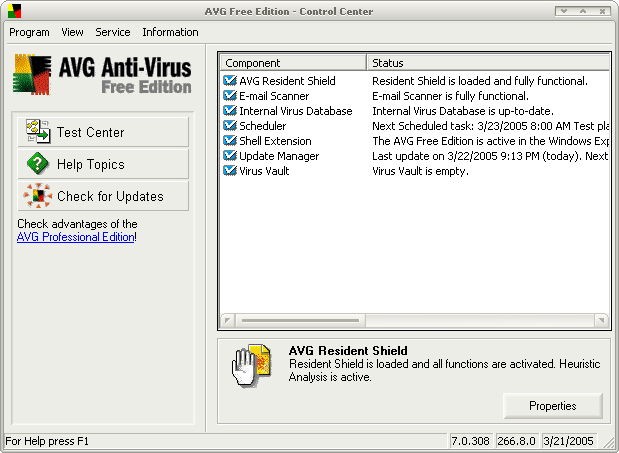 AVG Free Edition - Control Center
Program View Service Information
AVG Anti-Virus
Free Edition
Test Center
Help Topics
Check for Updates
Check advantages of the
AVG Professional Edition!
Component Status
AVG Resident Shield Resident Shield is loaded and fully functional.
E-mail Scanner E-mail Scanner is fully functional.
Internal Virus Database Internal Virus Database is up-to-date.
Scheduler Next Scheduled task: 3/23/2005 8:00 AM Test pla
Shell Extension The AVG Free Edition is active in the Windows Exp
Update Manager Last update on 3/22/2005 9:13 PM (today). Next
Virus Vault Virus Vault is empty.
AVG Resident Shield
Resident Shield is loaded and all functions are activated. Heuristic
Analysis is active.
Properties
For Help press F1 7.0.308 266.8.0 3/21/2005